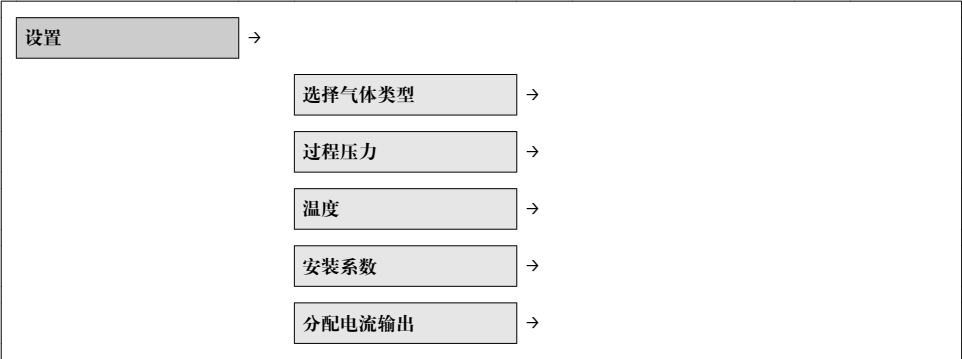 设置 →
选择气体类型 →
过程压力 →
温度 →
安装系数 →
分配电流输出 →